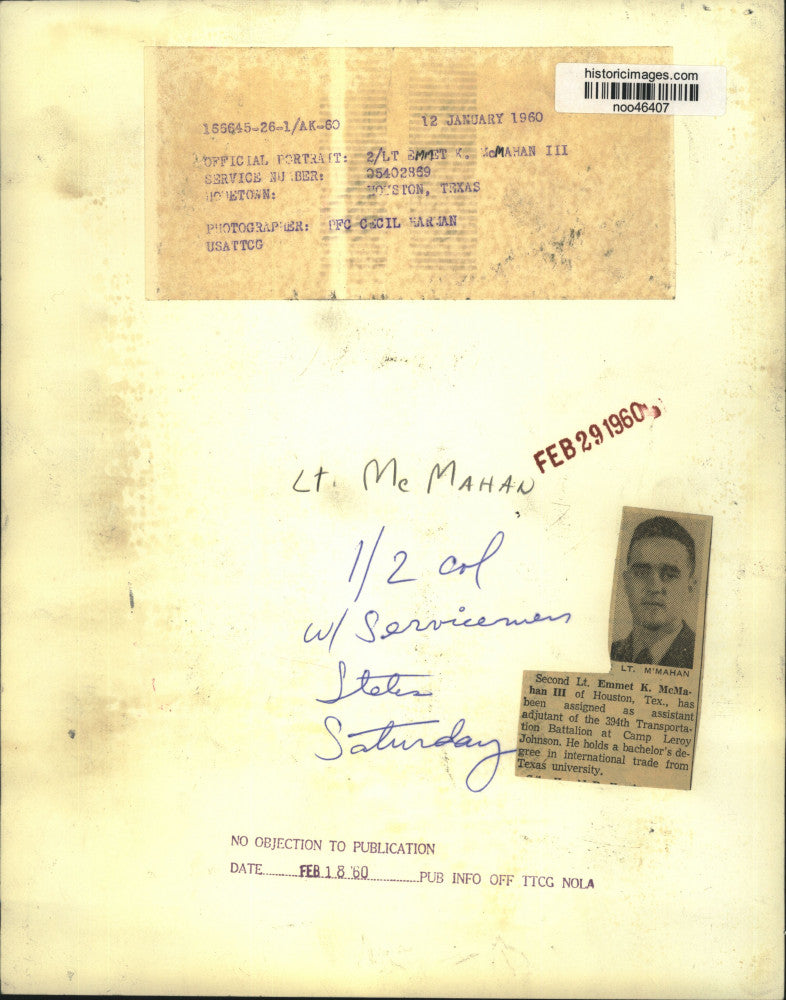 historicimages.com
noo46407
156645-26-1/AK-60 12 JANUARY 1960
OFFICIAL PORTRAIT: 2/LT EMMET K. McMAHAN III
SERVICE NUMBER: 05402869
HOMETOWN: HOUSTON, TEXAS
PHOTOGRAPHER: PFC CECIL HARMAN
USATTCG
FEB 29 1960
Lt. McMAHAN
1/2 col
w/ Servicemen
States
Saturday
LT. M'MAHAN
Second Lt. Emmet K. McMa-
han III of Houston, Tex., has
been assigned as assistant
adjutant of the 394th Transporta-
tion Battalion at Camp Leroy
Johnson. He holds a bachelor's de-
gree in international trade from
Texas university.
NO OBJECTION TO PUBLICATION
DATE FEB 18 '60 PUB INFO OFF TTCG NOLA